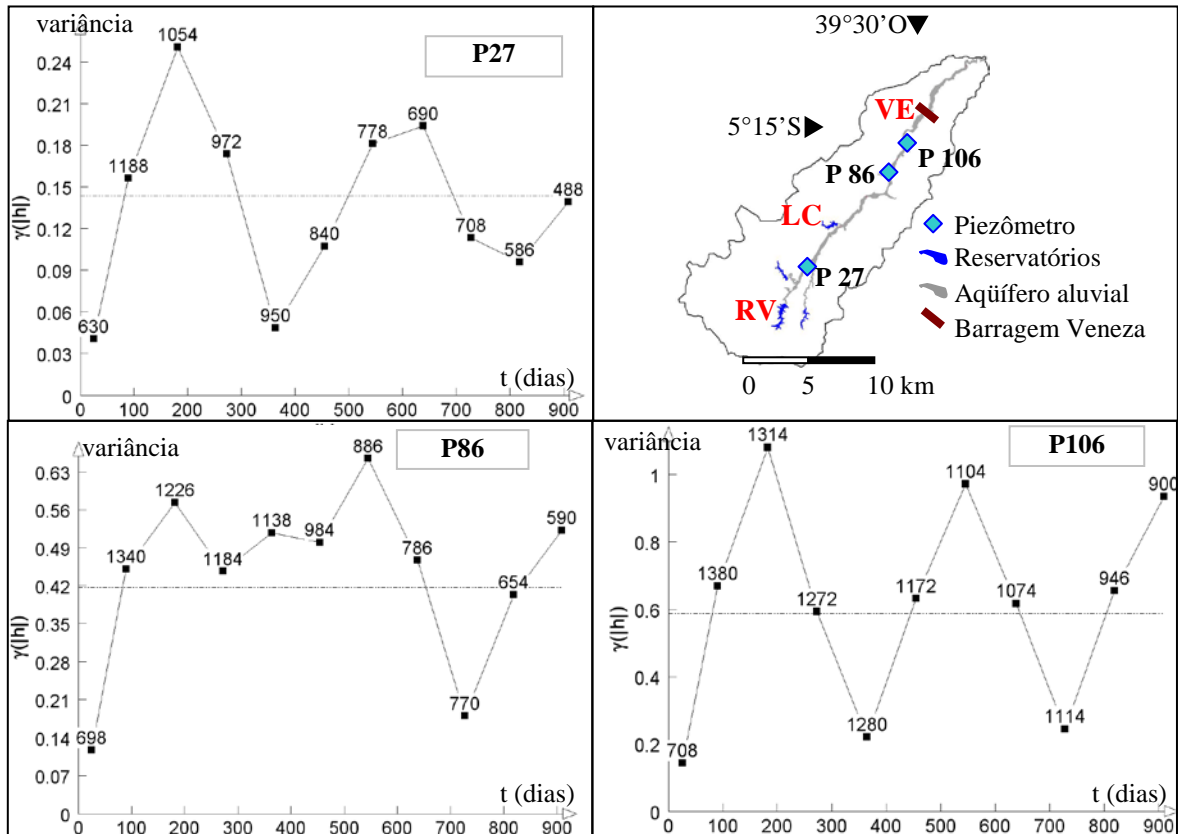 variância
P27
γ(|h|)
0.24
0.21
0.18
0.15
0.12
0.09
0.06
0.03
0
630
1188
1054
972
950
840
778
690
708
586
488
t (dias)
0 100 200 300 400 500 600 700 800 900
39°30'O
5°15'S
VE
P 106
P 86
LC
P 27
RV
Piezômetro
Reservatórios
Aqüífero aluvial
Barragem Veneza
0 5 10 km
variância
P86
γ(|h|)
0.63
0.56
0.49
0.42
0.35
0.28
0.21
0.14
0.07
0
698
1340
1226
1184
1138
984
886
786
770
654
590
t (dias)
0 100 200 300 400 500 600 700 800 900
variância
P106
γ(|h|)
1
0.8
0.6
0.4
0.2
0
708
1380
1314
1272
1280
1172
1104
1074
1114
946
900
t (dias)
0 100 200 300 400 500 600 700 800 900